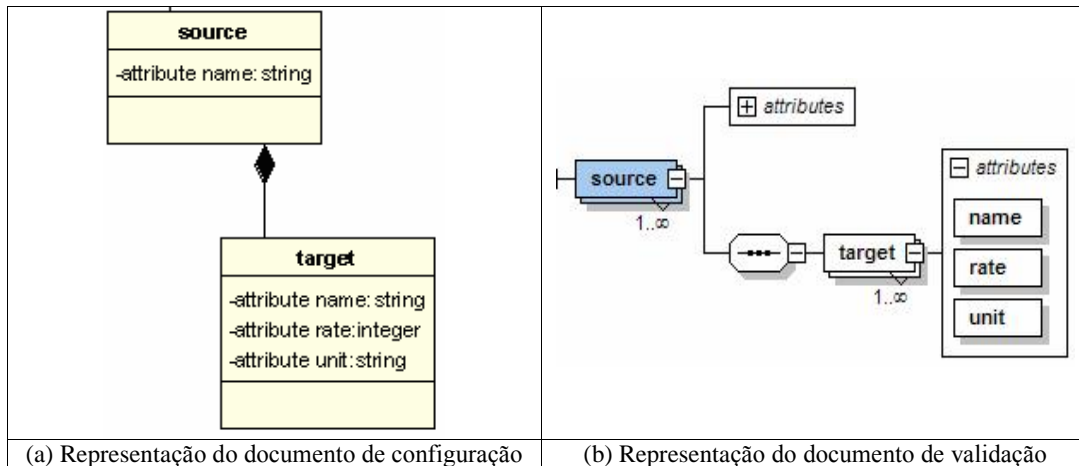 source
-attribute name: string
target
-attribute name: string
-attribute rate:integer
-attribute unit:string
(a) Representação do documento de configuração
attributes
source
1..∞
target
1..∞
attributes
name
rate
unit
(b) Representação do documento de validação